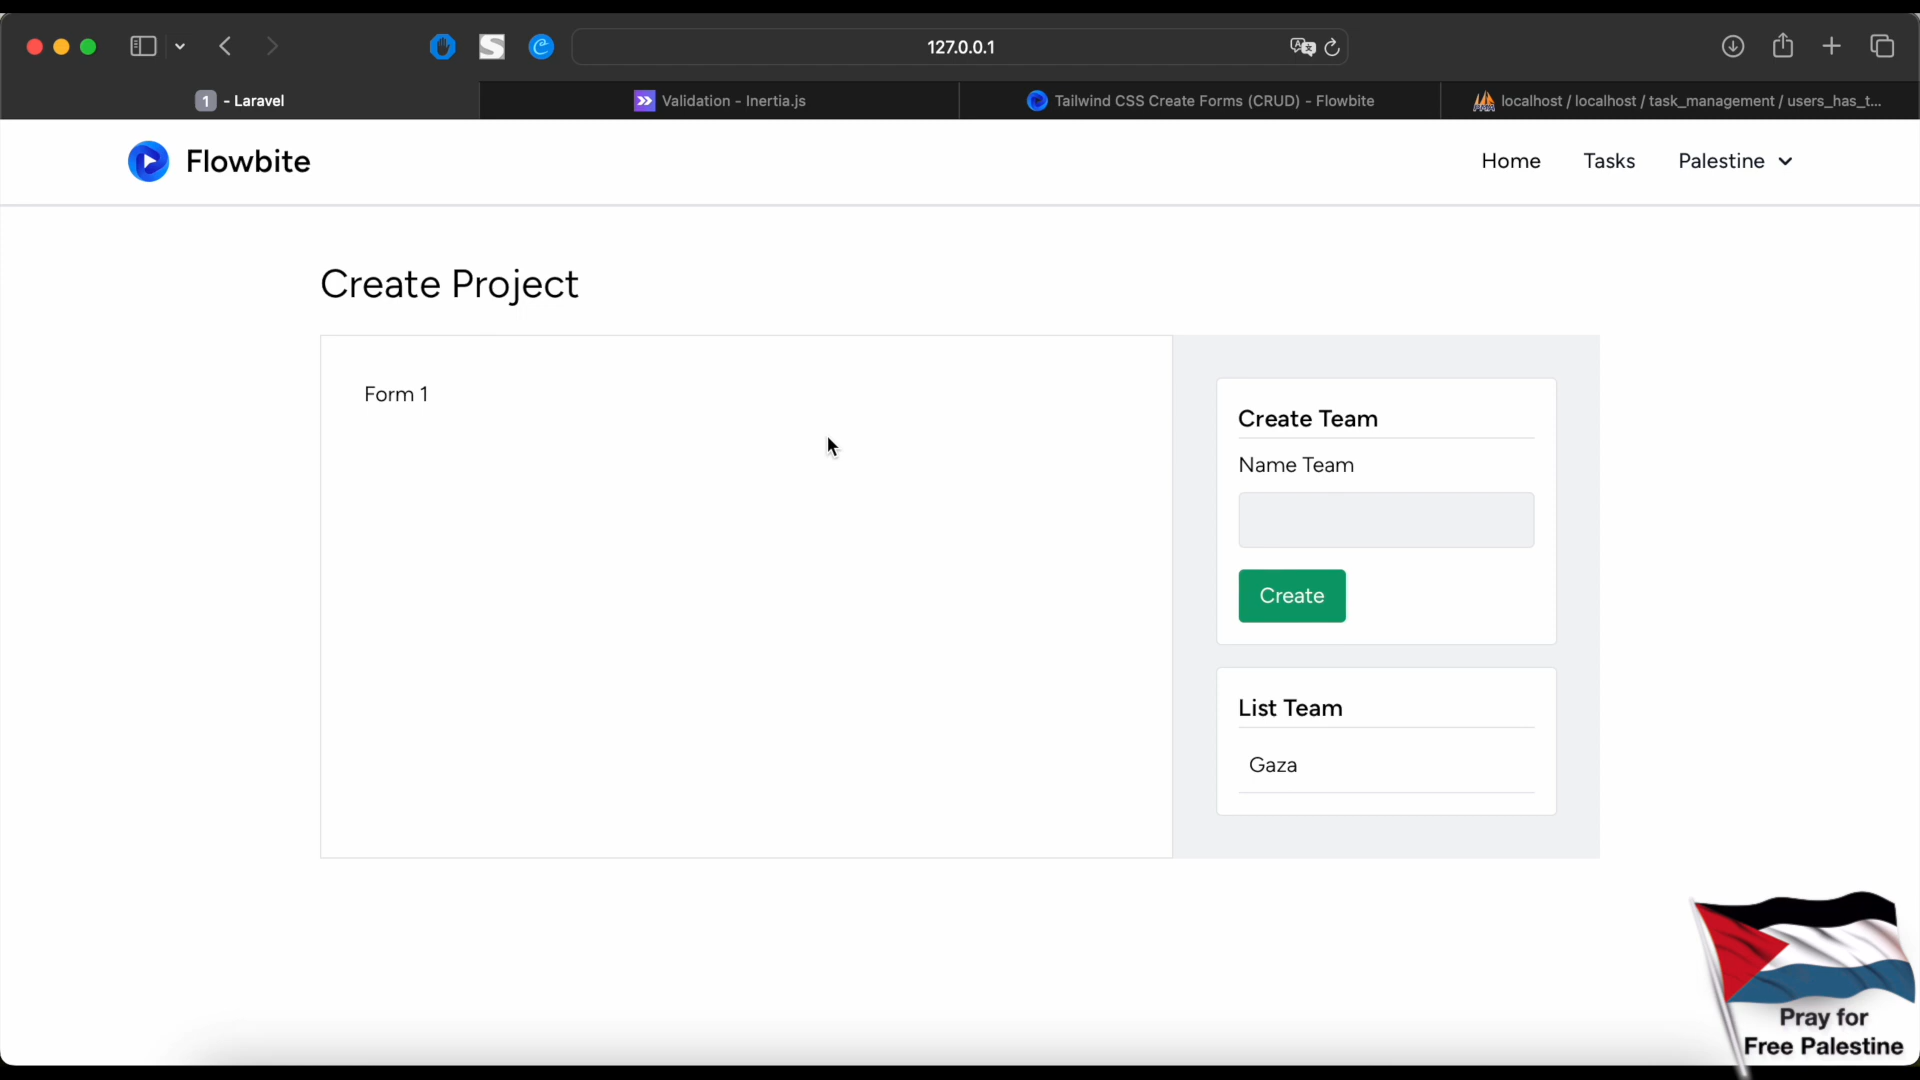 127.0.0.1
1 - Laravel
Validation - Inertia.js
Tailwind CSS Create Forms (CRUD) - Flowbite
localhost / localhost / task_management / users_has_t...
Flowbite
Home
Tasks
Palestine
Create Project
Form 1
Create Team
Name Team
Create
List Team
Gaza
Pray for
Free Palestine